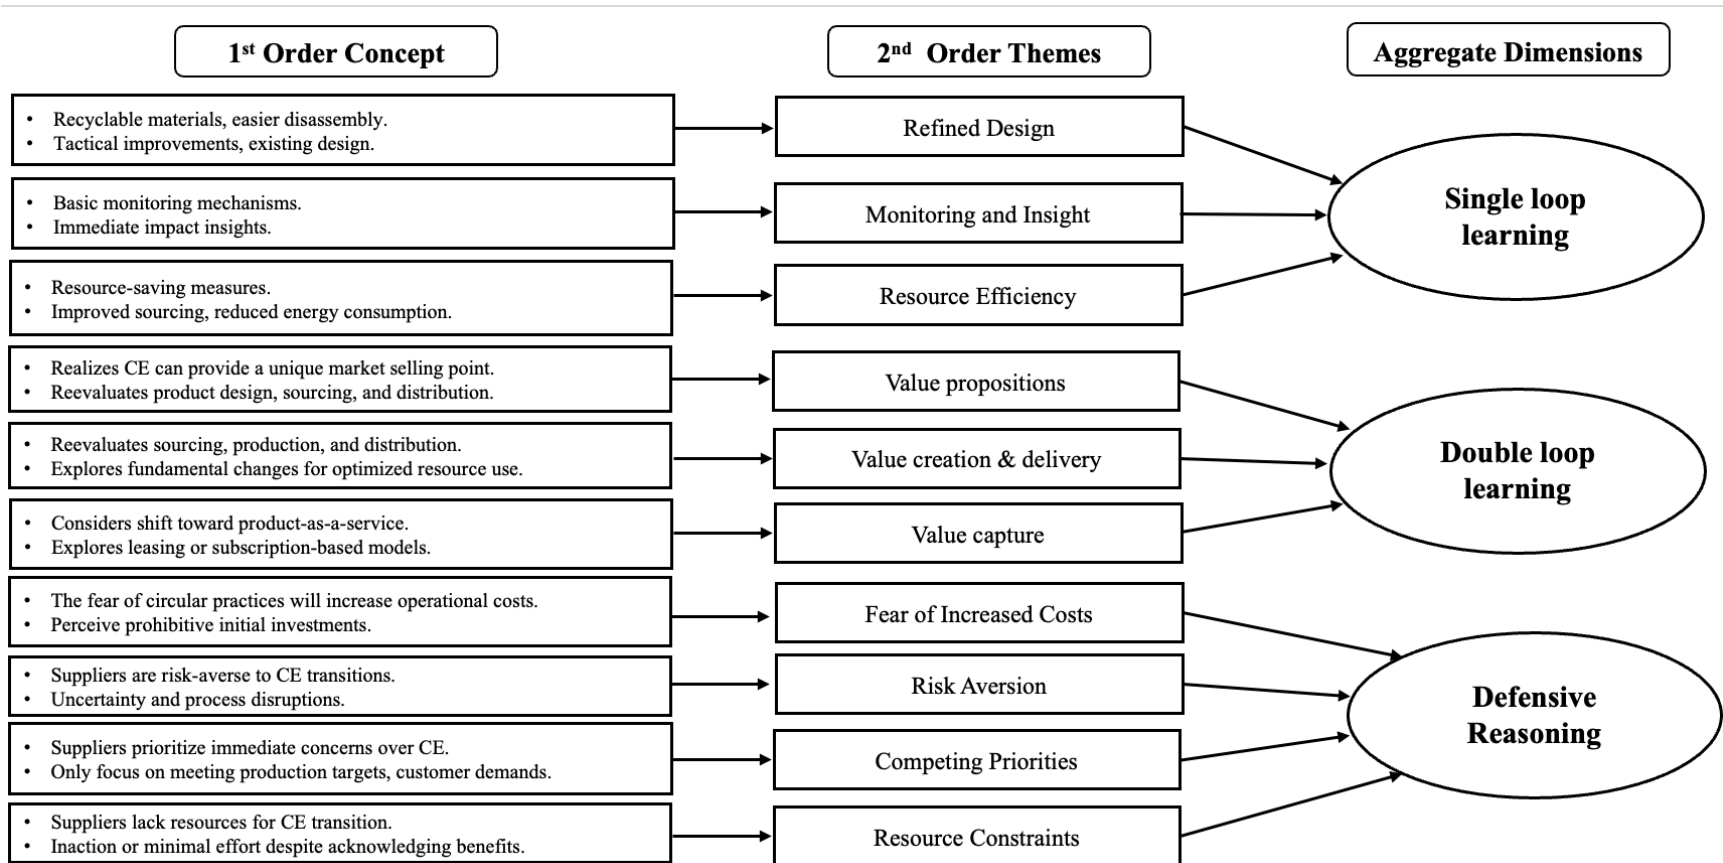 1st Order Concept
2nd Order Themes
Aggregate Dimensions
• Recyclable materials, easier disassembly.
• Tactical improvements, existing design.
Refined Design
• Basic monitoring mechanisms.
• Immediate impact insights.
Monitoring and Insight
• Resource-saving measures.
• Improved sourcing, reduced energy consumption.
Resource Efficiency
Single loop
learning
• Realizes CE can provide a unique market selling point.
• Reevaluates product design, sourcing, and distribution.
Value propositions
• Reevaluates sourcing, production, and distribution.
• Explores fundamental changes for optimized resource use.
Value creation & delivery
• Considers shift toward product-as-a-service.
• Explores leasing or subscription-based models.
Value capture
Double loop
learning
• The fear of circular practices will increase operational costs.
• Perceive prohibitive initial investments.
Fear of Increased Costs
• Suppliers are risk-averse to CE transitions.
• Uncertainty and process disruptions.
Risk Aversion
• Suppliers prioritize immediate concerns over CE.
• Only focus on meeting production targets, customer demands.
Competing Priorities
• Suppliers lack resources for CE transition.
• Inaction or minimal effort despite acknowledging benefits.
Resource Constraints
Defensive
Reasoning